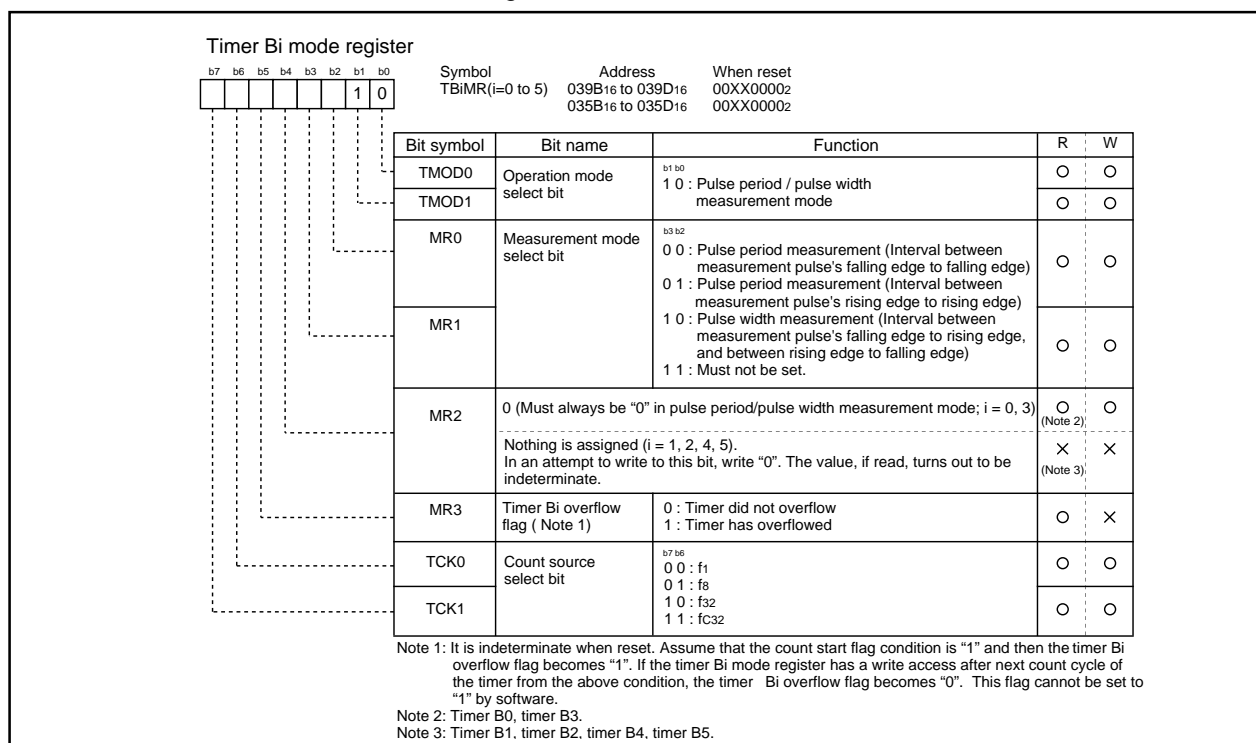 Timer Bi mode register
b7 b6 b5 b4 b3 b2 b1 b0
1 0
Symbol Address When reset
TBiMR(i=0 to 5) 039B16 to 039D16 00XX00002
035B16 to 035D16 00XX00002
Bit symbol Bit name Function R W
TMOD0 Operation mode select bit
TMOD1
b1 b0
1 0 : Pulse period / pulse width
measurement mode
MR0 Measurement mode select bit
MR1
b3 b2
0 0 : Pulse period measurement (Interval between
measurement pulse's falling edge to falling edge)
0 1 : Pulse period measurement (Interval between
measurement pulse's rising edge to rising edge)
1 0 : Pulse width measurement (Interval between
measurement pulse's falling edge to rising edge,
and between rising edge to falling edge)
1 1 : Must not be set.
MR2
0 (Must always be “0” in pulse period/pulse width measurement mode; i = 0, 3)
(Note 2)
Nothing is assigned (i = 1, 2, 4, 5).
In an attempt to write to this bit, write “0”. The value, if read, turns out to be
indeterminate.
(Note 3)
MR3 Timer Bi overflow
flag ( Note 1)
0 : Timer did not overflow
1 : Timer has overflowed
TCK0 Count source
select bit
TCK1
b7 b6
0 0 : f1
0 1 : f8
1 0 : f32
1 1 : fC32
Note 1: It is indeterminate when reset. Assume that the count start flag condition is “1” and then the timer Bi
overflow flag becomes “1”. If the timer Bi mode register has a write access after next count cycle of
the timer from the above condition, the timer Bi overflow flag becomes “0”. This flag cannot be set to
“1” by software.
Note 2: Timer B0, timer B3.
Note 3: Timer B1, timer B2, timer B4, timer B5.